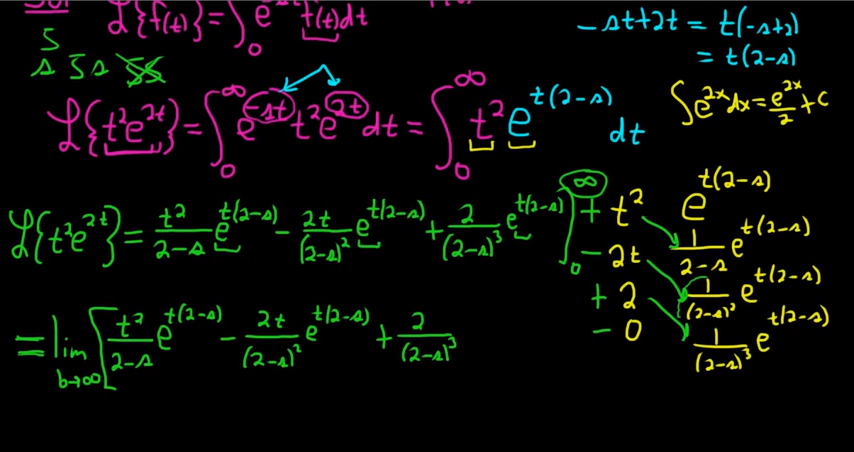 Sol ℒ{f(t)} = ∫₀ e f(t)dt
-st+2t = t(-s+2)
= t(2-s)
5
s 5 s
∫e^{2x}dx = e^{2x}/2 + c
ℒ{t²e^{2t}} = ∫₀^∞ e^{-st} t² e^{2t} dt = ∫₀^∞ t² e^{t(2-s)} dt
ℒ{t²e^{2t}} = t²/(2-s) e^{t(2-s)} - 2t/(2-s)² e^{t(2-s)} + 2/(2-s)³ e^{t(2-s)} ]₀^∞
+ t² e^{t(2-s)}
- 2t 1/(2-s) e^{t(2-s)}
+ 2 1/(2-s)² e^{t(2-s)}
- 0 1/(2-s)³ e^{t(2-s)}
= lim b→∞ [ t²/(2-s) e^{t(2-s)} - 2t/(2-s)² e^{t(2-s)} + 2/(2-s)³